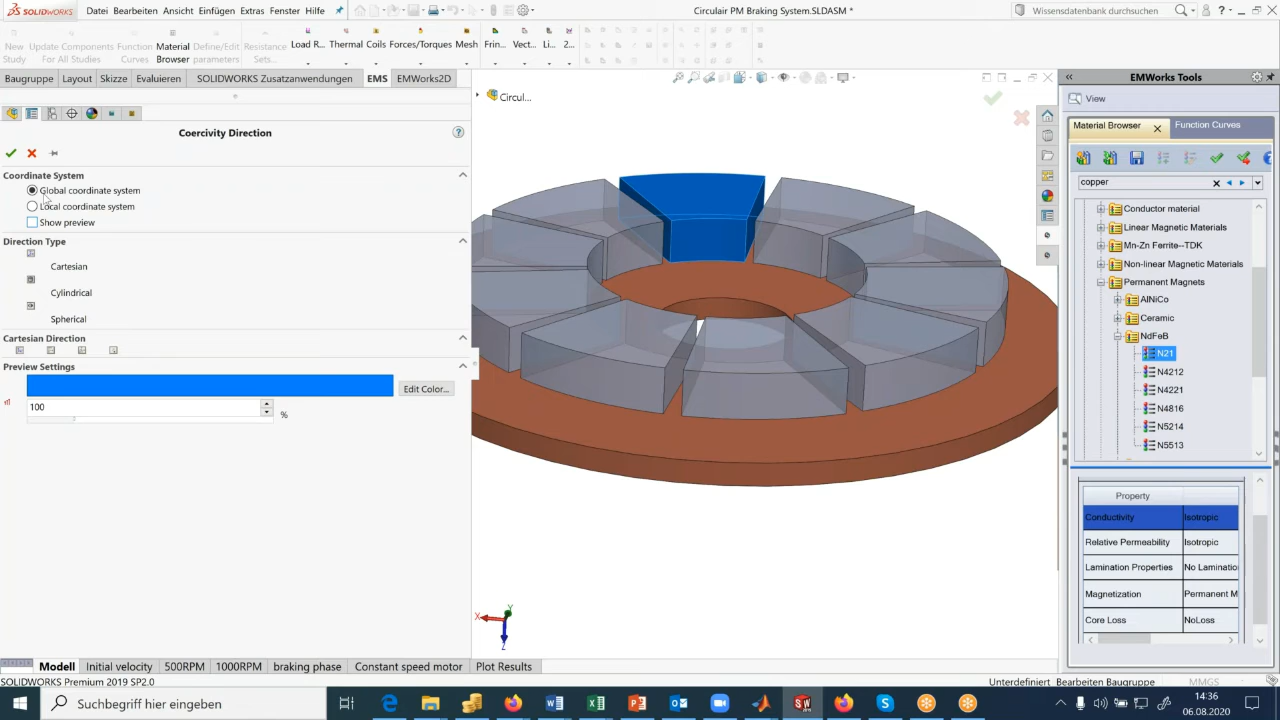 SOLIDWORKS
Datei Bearbeiten Ansicht Einfügen Extras Fenster Hilfe
Circulair PM Braking System.SLDASM *
Wissensdatenbank durchsuchen
New Study
Update Components For All Studies
Function Curves
Material Browser
Define/Edit parameters
Resistance Sets...
Load R...
Thermal
Coils
Forces/Torques
Mesh
Frin...
Vect...
Li...
2...
Baugruppe Layout Skizze Evaluieren SOLIDWORKS Zusatzanwendungen EMS EMWorks2D
Circul...
Coercivity Direction
Coordinate System
Global coordinate system
Local coordinate system
Show preview
Direction Type
Cartesian
Cylindrical
Spherical
Cartesian Direction
Preview Settings
Edit Color...
100
%
X
Y
Z
EMWorks Tools
View
Material Browser
Function Curves
copper
Conductor material
Linear Magnetic Materials
Mn-Zn Ferrite--TDK
Non-linear Magnetic Materials
Permanent Magnets
AlNiCo
Ceramic
NdFeB
N21
N4212
N4221
N4816
N5214
N5513
Property
Conductivity Isotropic
Relative Permeability Isotropic
Lamination Properties No Laminatio
Magnetization Permanent M
Core Loss NoLoss
Modell Initial velocity 500RPM 1000RPM braking phase Constant speed motor Plot Results
SOLIDWORKS Premium 2019 SP2.0
Unterdefiniert Bearbeiten Baugruppe
MMGS
Suchbegriff hier eingeben
14:36
06.08.2020